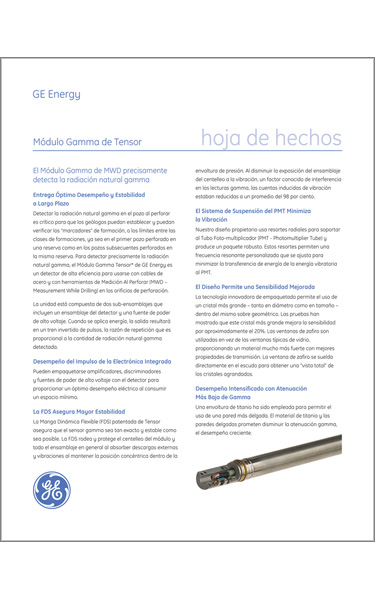 GE Energy
Módulo Gamma de Tensor
hoja de hechos
El Módulo Gamma de MWD precisamente
detecta la radiación natural gamma
Entrega Óptimo Desempeño y Estabilidad
a Largo Plazo
Detectar la radiación natural gamma en el pozo al perforar
es crítico para que los geólogos puedan establecer y puedan
verificar los "marcadores" de formación, o los límites entre las
clases de formaciones, ya sea en el primer pozo perforado en
una reserva como en los pozos subsecuentes perforados en
la misma reserva. Para detectar precisamente la radiación
natural gamma, el Módulo Gamma Tensor® de GE Energy es
un detector de alta eficiencia para usarse con cables de
acero y con herramientas de Medición Al Perforar (MWD –
Measurement While Drilling) en los orificios de perforación.
La unidad está compuesta de dos sub-ensamblajes que
incluyen un ensamblaje del detector y una fuente de poder
de alto voltaje. Cuando se aplica energía, la salida resultará
en un tren invertido de pulsos, la razón de repetición que es
proporcional a la cantidad de radiación natural gamma
detectada.
Desempeño del Impulso de la Electrónica Integrada
Pueden empaquetarse amplificadores, discriminadores
y fuentes de poder de alto voltaje con el detector para
proporcionar un óptimo desempeño eléctrico al consumir
un espacio mínimo.
La FDS Asegura Mayor Estabilidad
La Manga Dinámica Flexible (FDS) patentada de Tensor
asegura que el sensor gamma sea tan exacto y estable como
sea posible. La FDS rodea y protege el centelleo del módulo y
todo el ensamblaje en general al absorber descargas externas
y vibraciones al mantener la posición concéntrica dentro de la
envoltura de presión. Al disminuir la exposición del ensamblaje
del centelleo a la vibración, un factor conocido de interferencia
en las lecturas gamma, las cuentas inducidas de vibración
estaban reducidas a un promedio del 98 por ciento.
El Sistema de Suspensión del PMT Minimiza
la Vibración
Nuestro diseño propietario usa resortes radiales para soportar
al Tubo Foto-multiplicador (PMT - Photomultiplier Tube) y
produce un paquete robusto. Estos resortes permiten una
frecuencia resonante personalizada que se ajusta para
minimizar la transferencia de energía de la energía vibratoria
al PMT.
El Diseño Permite una Sensibilidad Mejorada
La tecnología innovadora de empaquetado permite el uso de
un cristal más grande – tanto en diámetro como en tamaño –
dentro del mismo sobre geométrico. Las pruebas han
mostrado que este cristal más grande mejora la sensibilidad
por aproximadamente el 20%. Las ventanas de zafiro son
utilizadas en vez de las ventanas típicas de vidrio,
proporcionando un material mucho más fuerte con mejores
propiedades de transmisión. La ventana de zafiro se suelda
directamente en el escudo para obtener una "vista total" de
los cristales agrandados.
Desempeño Intensificado con Atenuación
Más Baja de Gamma
Una envoltura de titanio ha sido empleada para permitir el
uso de una pared más delgada. El material de titanio y las
paredes delgadas prometen disminuir la atenuación gamma,
el desempeño creciente.
GE